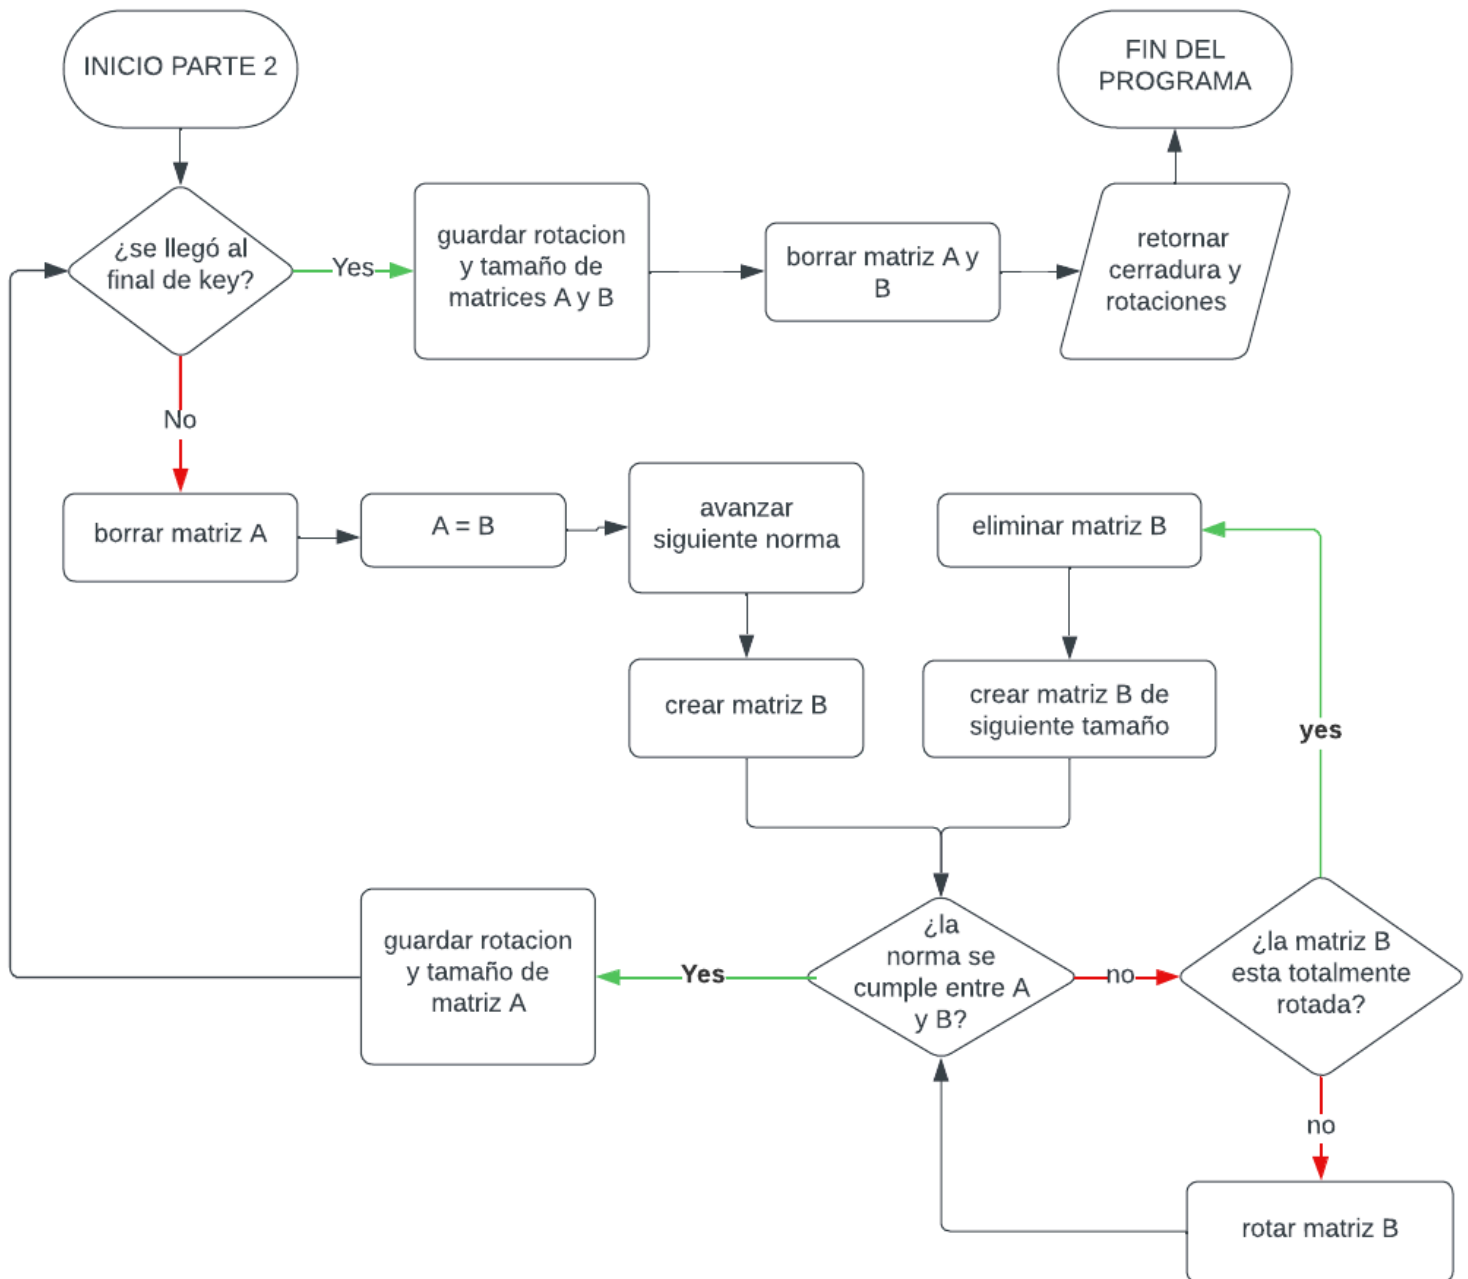 INICIO PARTE 2
FIN DEL
PROGRAMA
¿se llegó al
final de key?
Yes
guardar rotacion
y tamaño de
matrices A y B
borrar matriz A y
B
retornar
cerradura y
rotaciones
No
borrar matriz A
A = B
avanzar
siguiente norma
eliminar matriz B
crear matriz B
crear matriz B de
siguiente tamaño
yes
guardar rotacion
y tamaño de
matriz A
Yes
¿la
norma se
cumple entre A
y B?
no
¿la matriz B
esta totalmente
rotada?
no
rotar matriz B